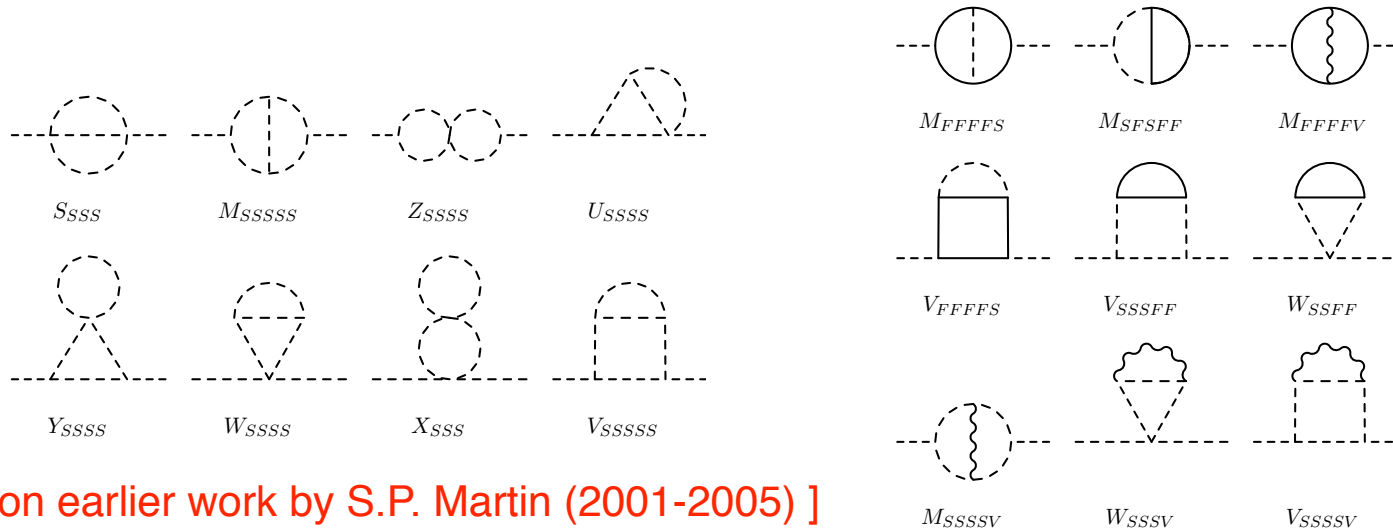 S_{SSS} M_{SSSSS} Z_{SSSS} U_{SSSS}
Y_{SSSS} W_{SSSS} X_{SSS} V_{SSSSS}
on earlier work by S.P. Martin (2001-2005) ]
M_{FFFFS} M_{SFSFF} M_{FFFFV}
V_{FFFFS} V_{SSSFF} W_{SSFF}
M_{SSSSV} W_{SSSV} V_{SSSSV}